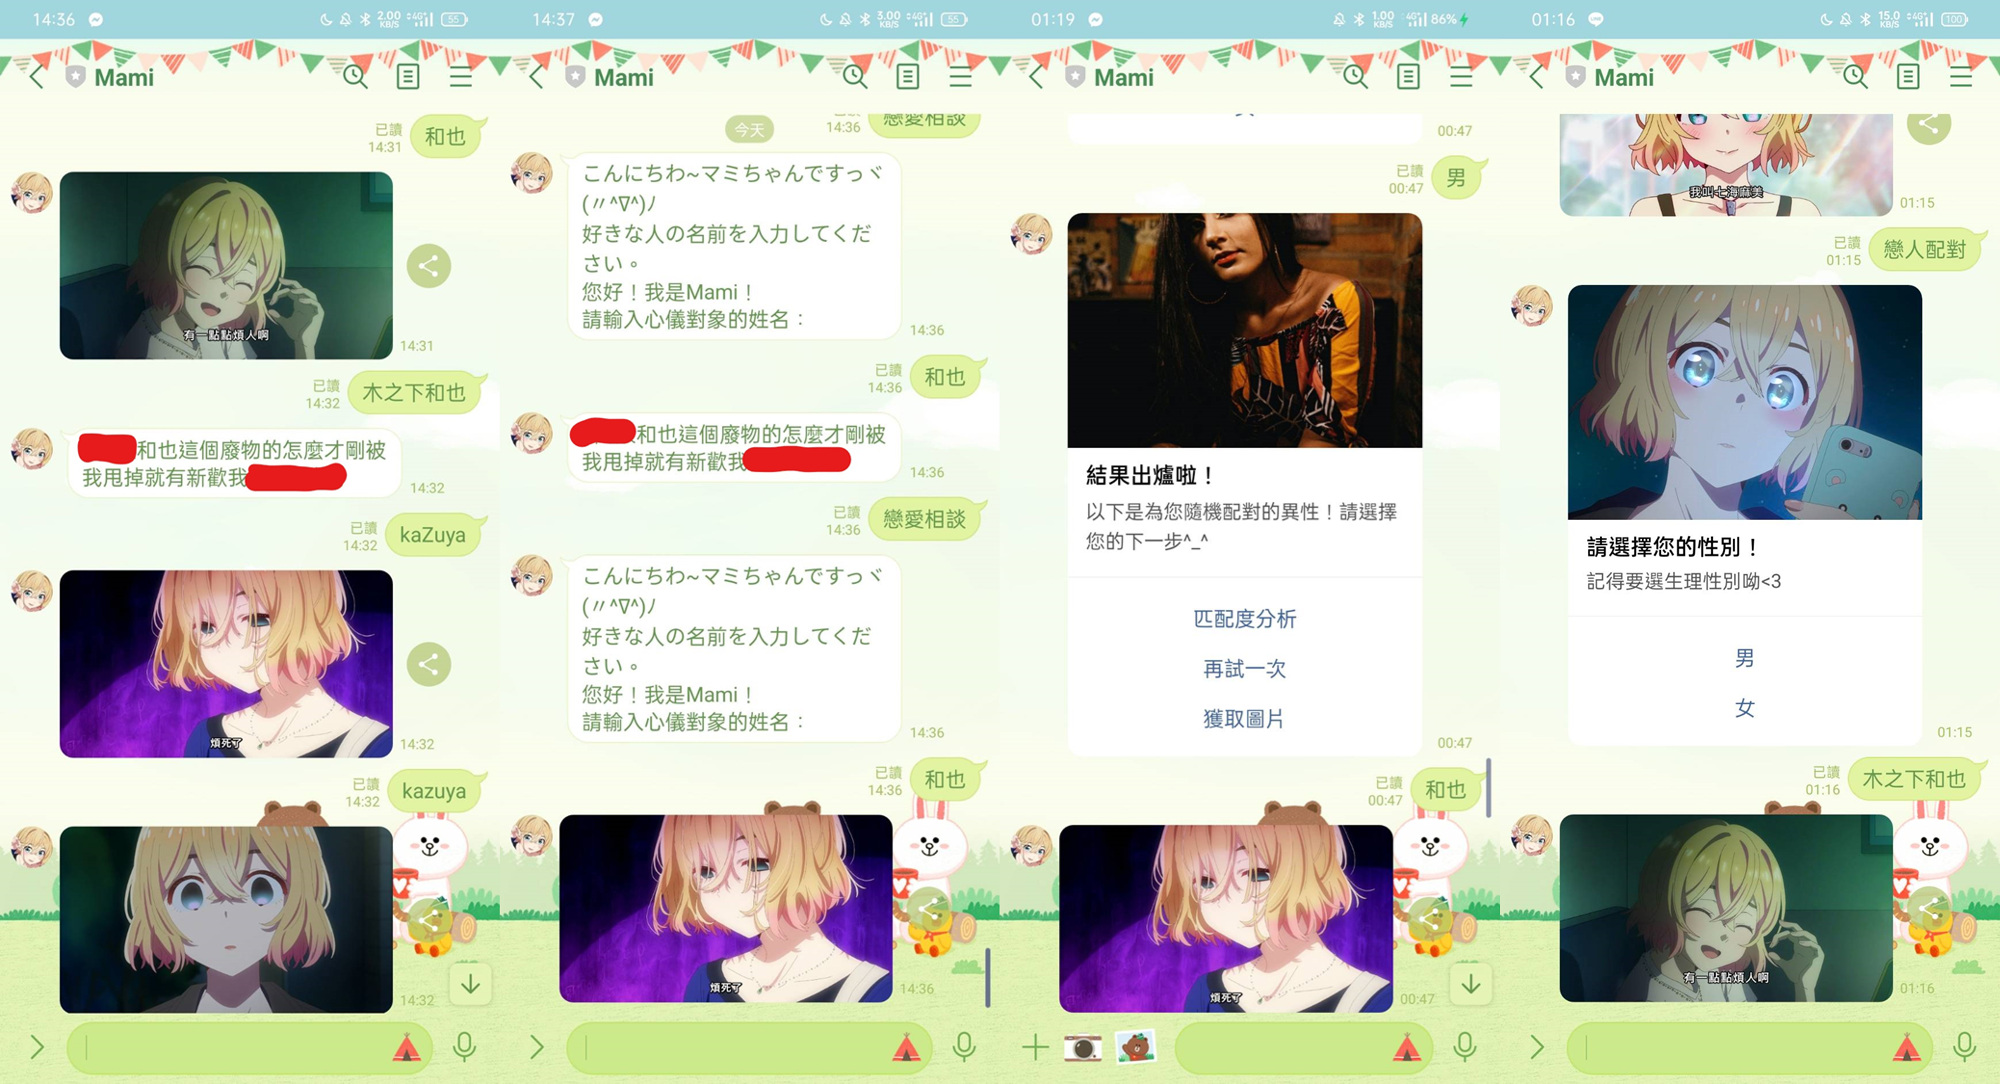 14:36
2.00
KB/S
4G+
55
Mami
已讀
14:31
和也
有一點點煩人啊
14:31
已讀
14:32
木之下和也
和也這個廢物的怎麼才剛被
我甩掉就有新歡我
14:32
已讀
14:32
kaZuya
煩死了
14:32
已讀
14:32
kazuya
14:32
14:37
3.00
KB/S
4G+
55
Mami
已讀
14:36
戀愛相談
今天
こんにちわ~マミちゃんですっヾ
(〃^∇^)ﾉ
好きな人の名前を入力してくだ
さい。
您好！我是Mami！
請輸入心儀對象的姓名：
14:36
已讀
14:36
和也
和也這個廢物的怎麼才剛被
我甩掉就有新歡我
14:36
已讀
14:36
戀愛相談
こんにちわ~マミちゃんですっヾ
(〃^∇^)ﾉ
好きな人の名前を入力してくだ
さい。
您好！我是Mami！
請輸入心儀對象的姓名：
14:36
已讀
14:36
和也
煩死了
14:36
01:19
1.00
KB/S
4G+
86%
Mami
00:47
已讀
00:47
男
結果出爐啦！
以下是為您隨機配對的異性！請選擇
您的下一步^_^
匹配度分析
再試一次
獲取圖片
00:47
已讀
00:47
和也
煩死了
00:47
01:16
15.0
KB/S
4G+
100
Mami
我叫七海麻美
01:15
已讀
01:15
戀人配對
請選擇您的性別！
記得要選生理性別呦<3
男
女
01:15
已讀
01:16
木之下和也
有一點點煩人啊
01:16